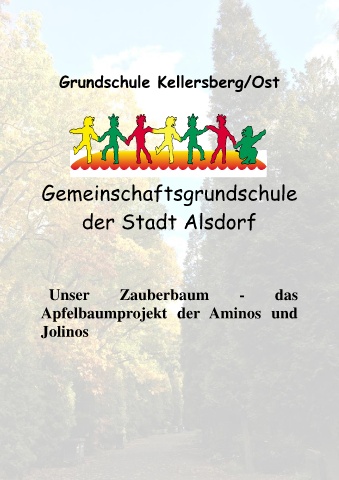 Grundschule Kellersberg/Ost
Gemeinschaftsgrundschule
der Stadt Alsdorf
Unser Zauberbaum - das
Apfelbaumprojekt der Aminos und
Jolinos